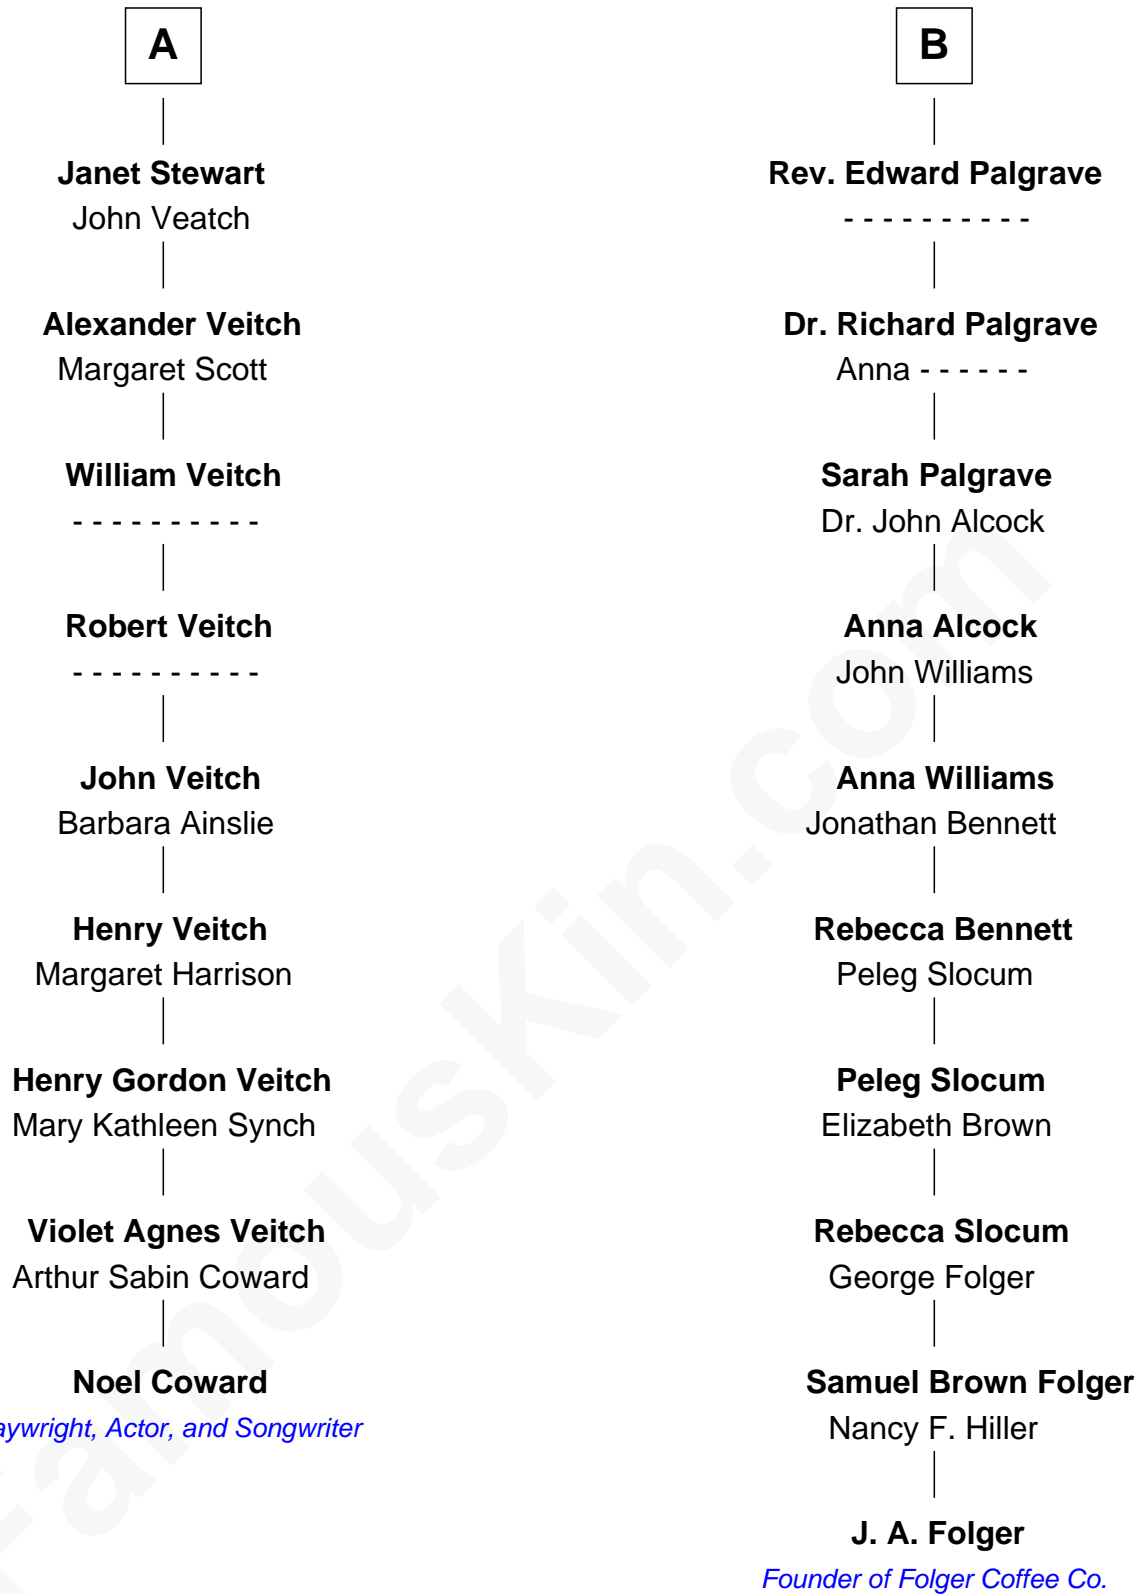 A
Janet Stewart
John Veatch
Alexander Veitch
Margaret Scott
William Veitch
- - - - - - - - - -
Robert Veitch
- - - - - - - - - -
John Veitch
Barbara Ainslie
Henry Veitch
Margaret Harrison
Henry Gordon Veitch
Mary Kathleen Synch
Violet Agnes Veitch
Arthur Sabin Coward
Noel Coward
aywright, Actor, and Songwriter
B
Rev. Edward Palgrave
- - - - - - - - - -
Dr. Richard Palgrave
Anna - - - - - -
Sarah Palgrave
Dr. John Alcock
Anna Alcock
John Williams
Anna Williams
Jonathan Bennett
Rebecca Bennett
Peleg Slocum
Peleg Slocum
Elizabeth Brown
Rebecca Slocum
George Folger
Samuel Brown Folger
Nancy F. Hiller
J. A. Folger
Founder of Folger Coffee Co.
FamousKin.com